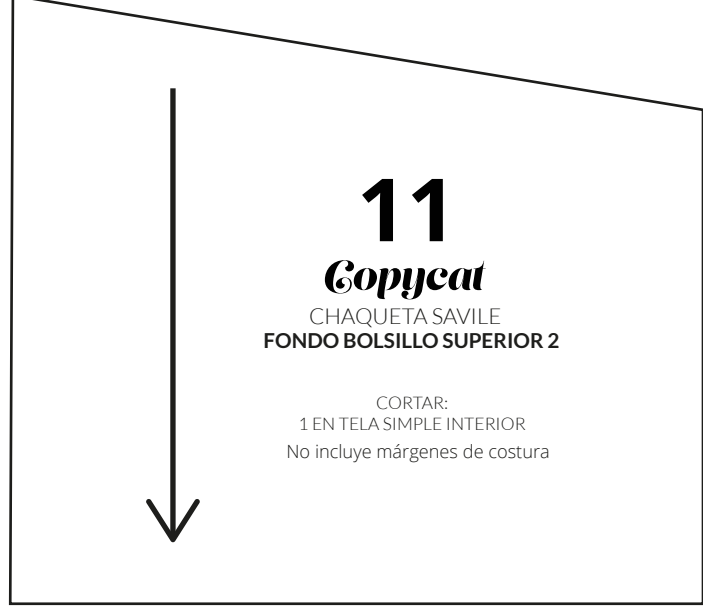 11
Copycat
CHAQUETA SAVILE
FONDO BOLSILLO SUPERIOR 2
CORTAR:
1 EN TELA SIMPLE INTERIOR
No incluye márgenes de costura